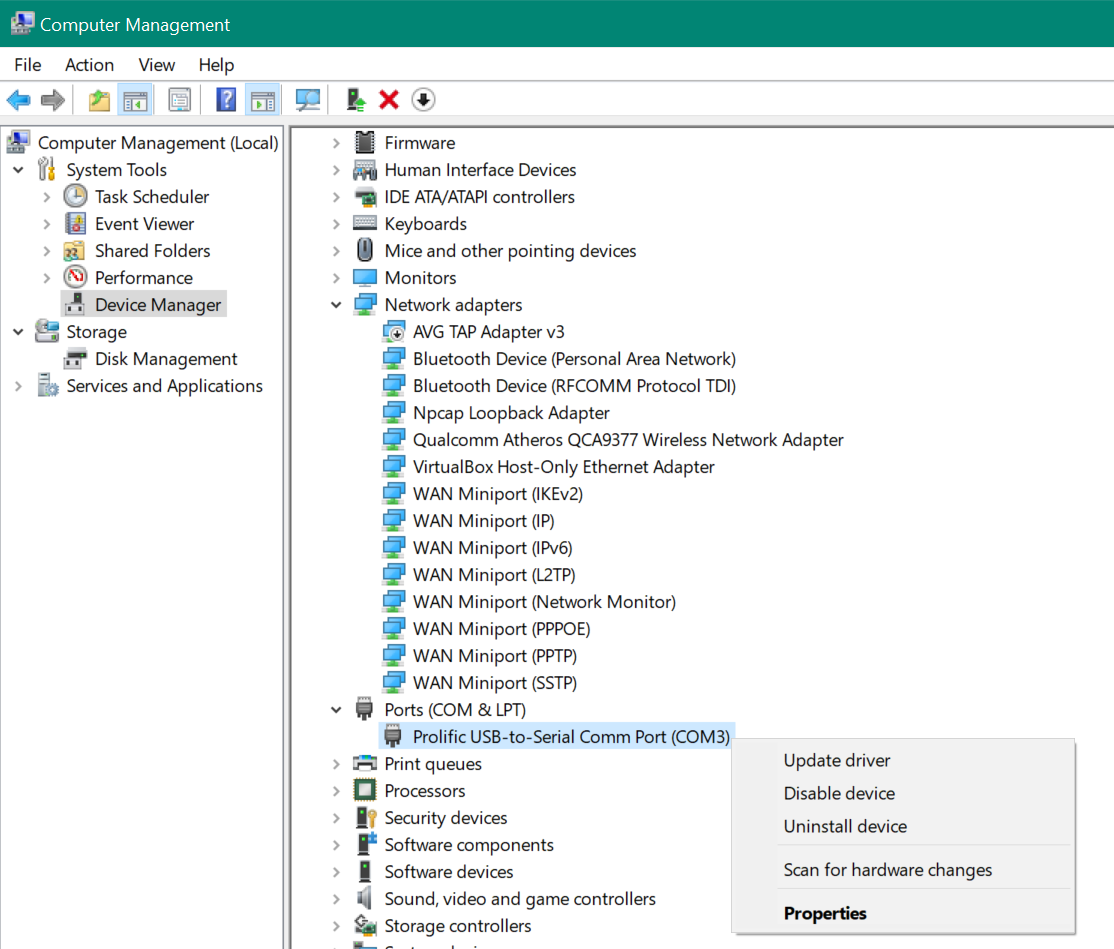 Computer Management
File Action View Help
Computer Management (Local)
System Tools
Task Scheduler
Event Viewer
Shared Folders
Performance
Device Manager
Storage
Disk Management
Services and Applications
Firmware
Human Interface Devices
IDE ATA/ATAPI controllers
Keyboards
Mice and other pointing devices
Monitors
Network adapters
AVG TAP Adapter v3
Bluetooth Device (Personal Area Network)
Bluetooth Device (RFCOMM Protocol TDI)
Npcap Loopback Adapter
Qualcomm Atheros QCA9377 Wireless Network Adapter
VirtualBox Host-Only Ethernet Adapter
WAN Miniport (IKEv2)
WAN Miniport (IP)
WAN Miniport (IPv6)
WAN Miniport (L2TP)
WAN Miniport (Network Monitor)
WAN Miniport (PPPOE)
WAN Miniport (PPTP)
WAN Miniport (SSTP)
Ports (COM & LPT)
Prolific USB-to-Serial Comm Port (COM3)
Print queues
Processors
Security devices
Software components
Software devices
Sound, video and game controllers
Storage controllers
Update driver
Disable device
Uninstall device
Scan for hardware changes
Properties